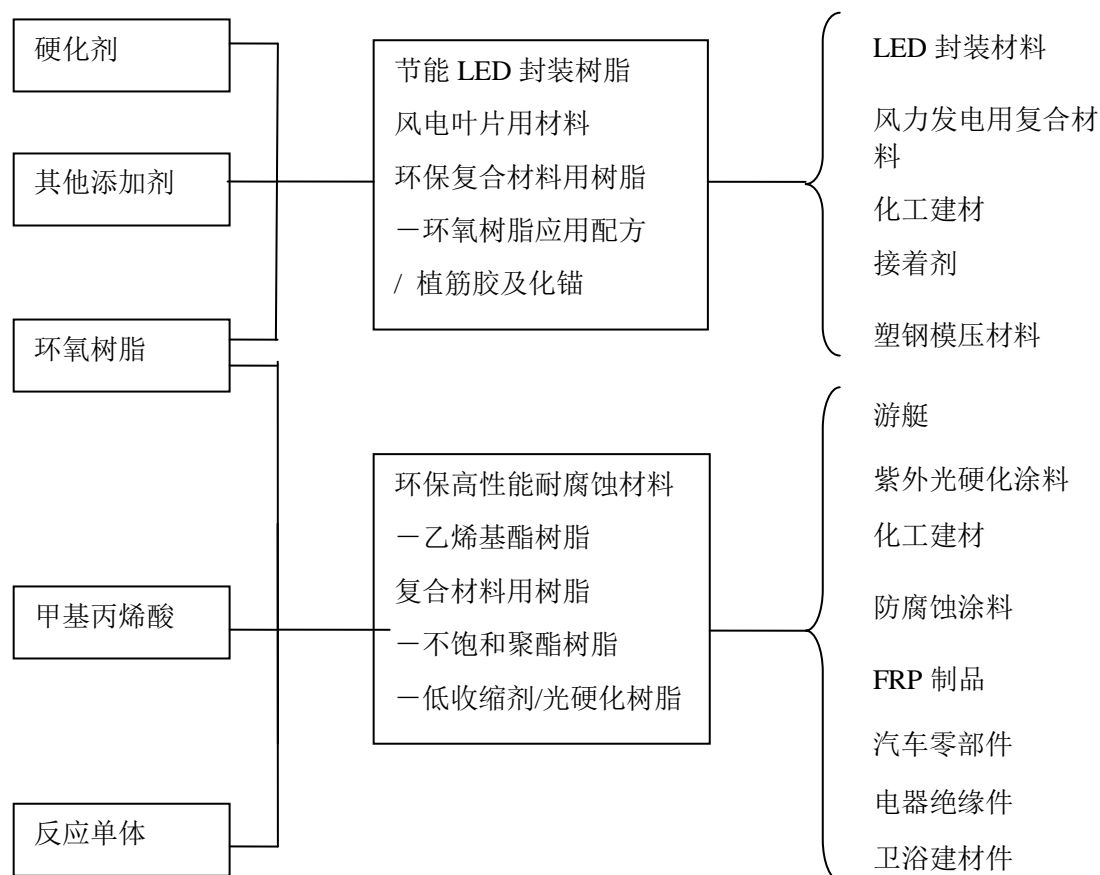 硬化剂
其他添加剂
环氧树脂
甲基丙烯酸
反应单体
节能 LED 封装树脂
风电叶片用材料
环保复合材料用树脂
－环氧树脂应用配方
/ 植筋胶及化锚
环保高性能耐腐蚀材料
－乙烯基酯树脂
复合材料用树脂
－不饱和聚酯树脂
－低收缩剂/光硬化树脂
LED 封装材料
风力发电用复合材
料
化工建材
接着剂
塑钢模压材料
游艇
紫外光硬化涂料
化工建材
防腐蚀涂料
FRP 制品
汽车零部件
电器绝缘件
卫浴建材件